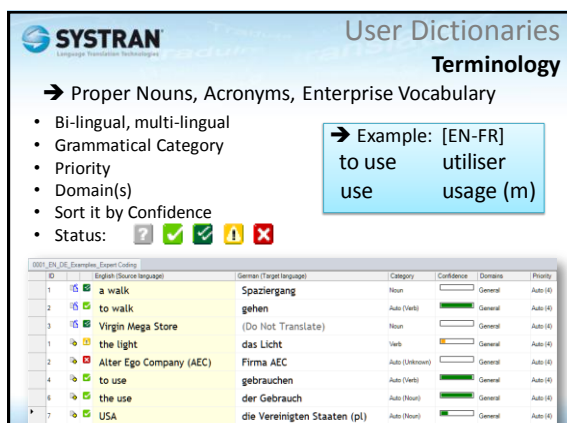 SYSTRAN
Language Translation Technologies
User Dictionaries
Terminology
➔ Proper Nouns, Acronyms, Enterprise Vocabulary
• Bi-lingual, multi-lingual
• Grammatical Category
• Priority
• Domain(s)
• Sort it by Confidence
• Status:
➔ Example: [EN-FR]
to use utiliser
use usage (m)
0001_EN_DE_Examples_Expert Coding
ID English (Source language) German (Target language) Category Confidence Domains Priority
1 a walk Spaziergang Noun General Auto (4)
2 to walk gehen Auto (Verb) General Auto (4)
3 Virgin Mega Store (Do Not Translate) Noun General Auto (4)
1 the light das Licht Verb General Auto (4)
2 Alter Ego Company (AEC) Firma AEC Auto (Unknown) General Auto (4)
4 to use gebrauchen Auto (Verb) General Auto (4)
6 the use der Gebrauch Auto (Noun) General Auto (4)
7 USA die Vereinigten Staaten (pl) Auto (Noun) General Auto (4)